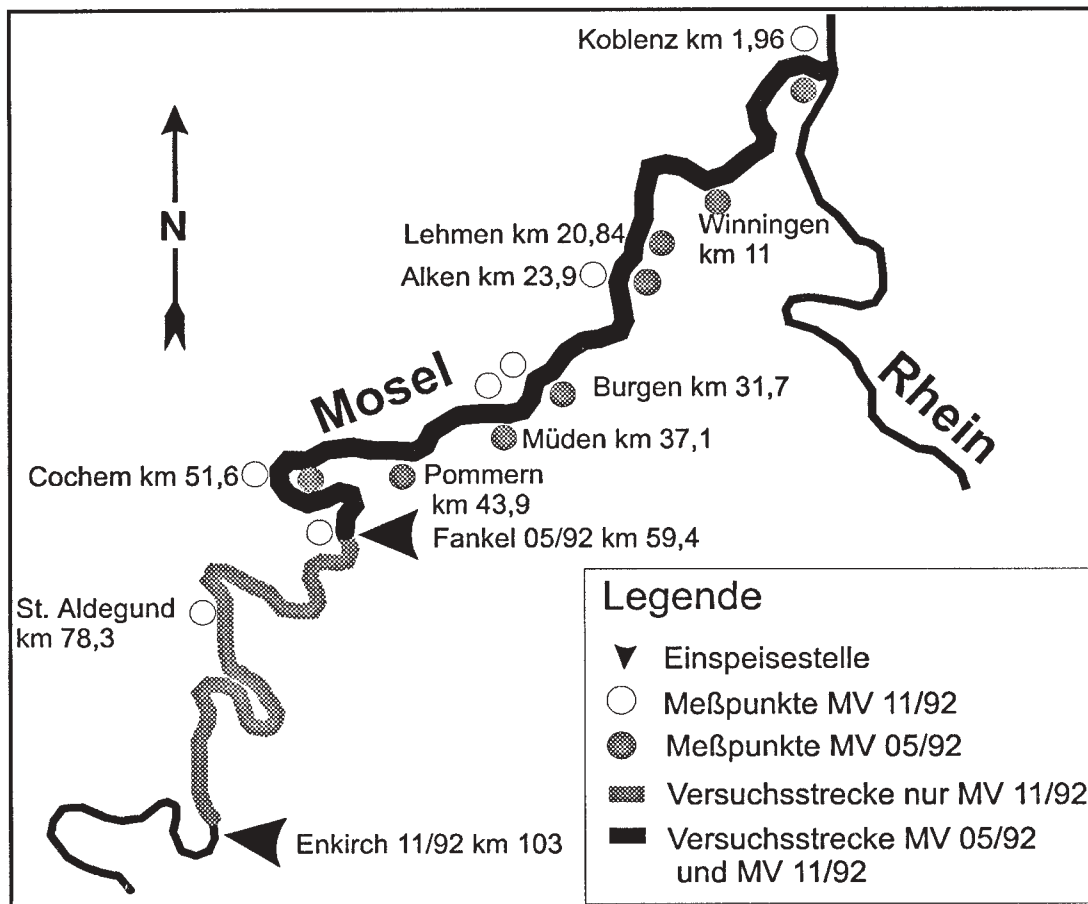 Koblenz km 1,96
N
Lehmen km 20,84
Winningen
km 11
Alken km 23,9
Mosel
Rhein
Burgen km 31,7
Müden km 37,1
Cochem km 51,6
Pommern
km 43,9
Fankel 05/92 km 59,4
St. Aldegund
km 78,3
Enkirch 11/92 km 103
Legende
Einspeisestelle
Meßpunkte MV 11/92
Meßpunkte MV 05/92
Versuchsstrecke nur MV 11/92
Versuchsstrecke MV 05/92
und MV 11/92